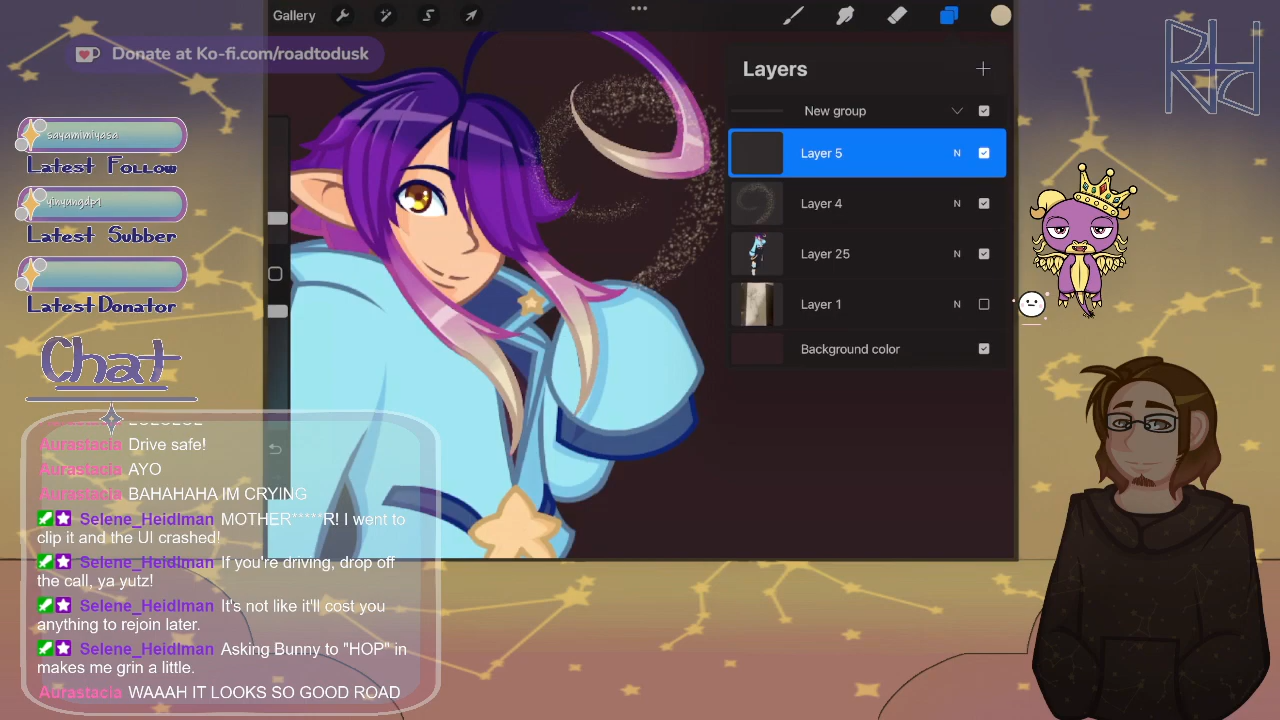 Gallery
Donate at Ko-fi.com/roadtodusk
Layers
New group
Layer 5 N
Layer 4 N
Layer 25 N
Layer 1 N
Background color
sayamimiyasa
Latest Follow
yinyangdp1
Latest Subber
Latest Donator
Chat
Aurastacia Drive safe!
Aurastacia AYO
Aurastacia BAHAHAHA IM CRYING
Selene_Heidlman MOTHER*****R! I went to
clip it and the UI crashed!
Selene_Heidlman If you're driving, drop off
the call, ya yutz!
Selene_Heidlman It's not like it'll cost you
anything to rejoin later.
Selene_Heidlman Asking Bunny to "HOP" in
makes me grin a little.
Aurastacia WAAAH IT LOOKS SO GOOD ROAD